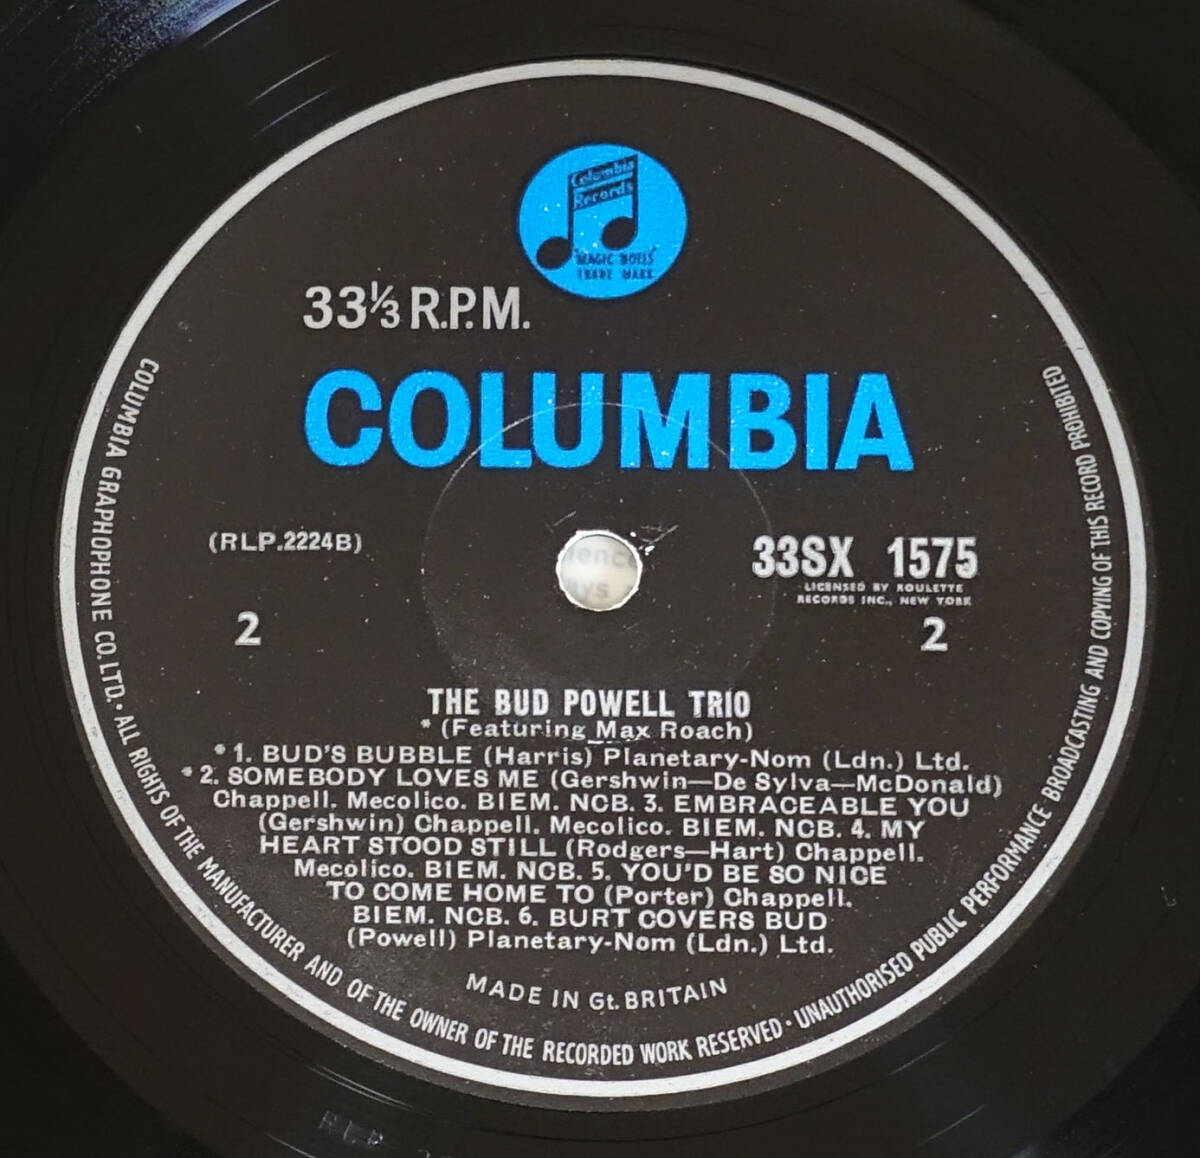 Columbia
Records
"MAGIC NOTES"
TRADE MARK
33⅓ R.P.M.
COLUMBIA
(RLP.2224B)
33SX 1575
LICENSED BY ROULETTE
RECORDS INC., NEW YORK
2
2
THE BUD POWELL TRIO
* (Featuring Max Roach)
* 1. BUD'S BUBBLE (Harris) Planetary-Nom (Ldn.) Ltd.
* 2. SOMEBODY LOVES ME (Gershwin—De Sylva—McDonald)
Chappell. Mecolico. BIEM. NCB. 3. EMBRACEABLE YOU
(Gershwin) Chappell. Mecolico. BIEM. NCB. 4. MY
HEART STOOD STILL (Rodgers—Hart) Chappell.
Mecolico. BIEM. NCB. 5. YOU'D BE SO NICE
TO COME HOME TO (Porter) Chappell.
BIEM. NCB. 6. BURT COVERS BUD
(Powell) Planetary-Nom (Ldn.) Ltd.
MADE IN Gt. BRITAIN
COLUMBIA GRAPHOPHONE CO. LTD. · ALL RIGHTS OF THE MANUFACTURER AND OF THE OWNER OF THE RECORDED WORK RESERVED · UNAUTHORISED PUBLIC PERFORMANCE BROADCASTING AND COPYING OF THIS RECORD PROHIBITED